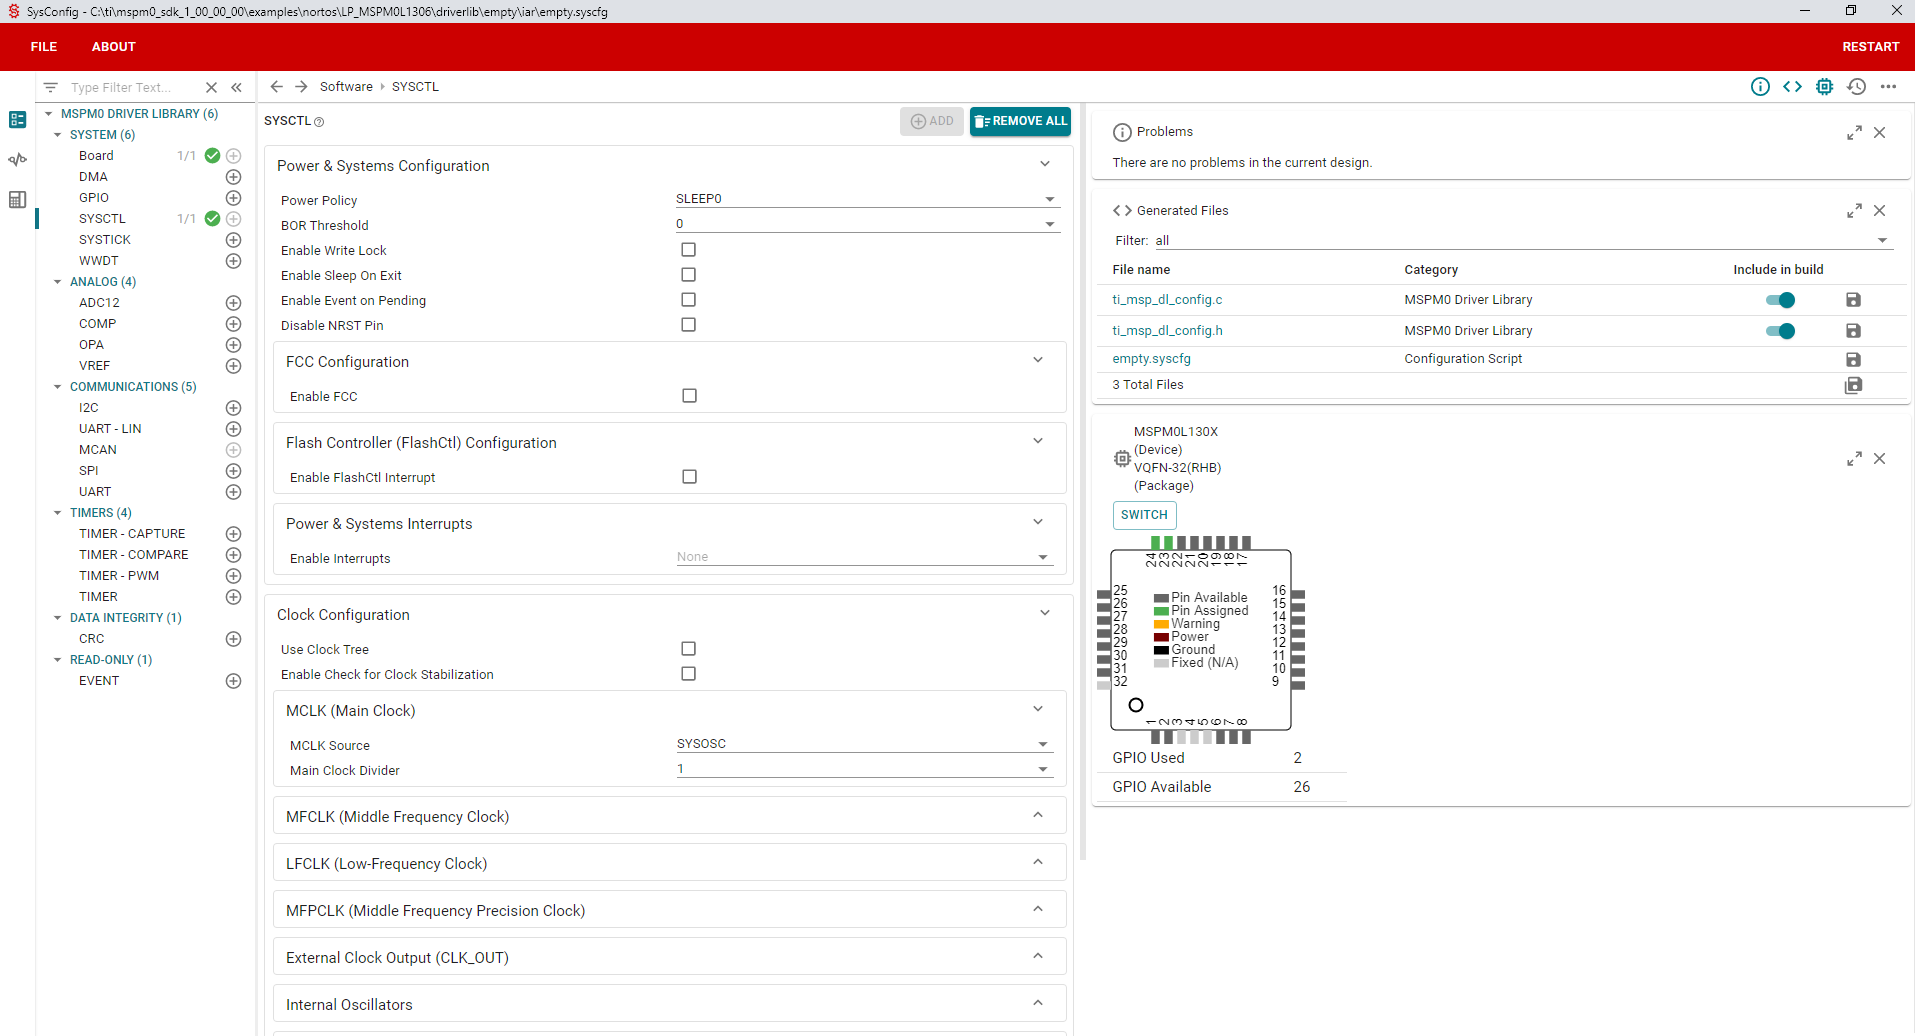 SysConfig - C:\ti\mspm0_sdk_1_00_00_00\examples\nortos\LP_MSPM0L1306\driverlib\empty\iar\empty.syscfg
FILE ABOUT RESTART
Type Filter Text...
Software SYSCTL
MSPM0 DRIVER LIBRARY (6)
SYSTEM (6)
Board 1/1
DMA
GPIO
SYSCTL 1/1
SYSTICK
WWDT
ANALOG (4)
ADC12
COMP
OPA
VREF
COMMUNICATIONS (5)
I2C
UART - LIN
MCAN
SPI
UART
TIMERS (4)
TIMER - CAPTURE
TIMER - COMPARE
TIMER - PWM
TIMER
DATA INTEGRITY (1)
CRC
READ-ONLY (1)
EVENT
SYSCTL ADD REMOVE ALL
Power & Systems Configuration
Power Policy SLEEP0
BOR Threshold 0
Enable Write Lock
Enable Sleep On Exit
Enable Event on Pending
Disable NRST Pin
FCC Configuration
Enable FCC
Flash Controller (FlashCtl) Configuration
Enable FlashCtl Interrupt
Power & Systems Interrupts
Enable Interrupts None
Clock Configuration
Use Clock Tree
Enable Check for Clock Stabilization
MCLK (Main Clock)
MCLK Source SYSOSC
Main Clock Divider 1
MFCLK (Middle Frequency Clock)
LFCLK (Low-Frequency Clock)
MFPCLK (Middle Frequency Precision Clock)
External Clock Output (CLK_OUT)
Internal Oscillators
Problems
There are no problems in the current design.
Generated Files
Filter: all
File name Category Include in build
ti_msp_dl_config.c MSPM0 Driver Library
ti_msp_dl_config.h MSPM0 Driver Library
empty.syscfg Configuration Script
3 Total Files
MSPM0L130X
(Device)
VQFN-32(RHB)
(Package)
SWITCH
24 23 22 21 20 19 18 17
25 16
26 Pin Available 15
27 Pin Assigned 14
28 Warning 13
29 Power 12
30 Ground 11
31 Fixed (N/A) 10
32 9
1 2 3 4 5 6 7 8
GPIO Used 2
GPIO Available 26